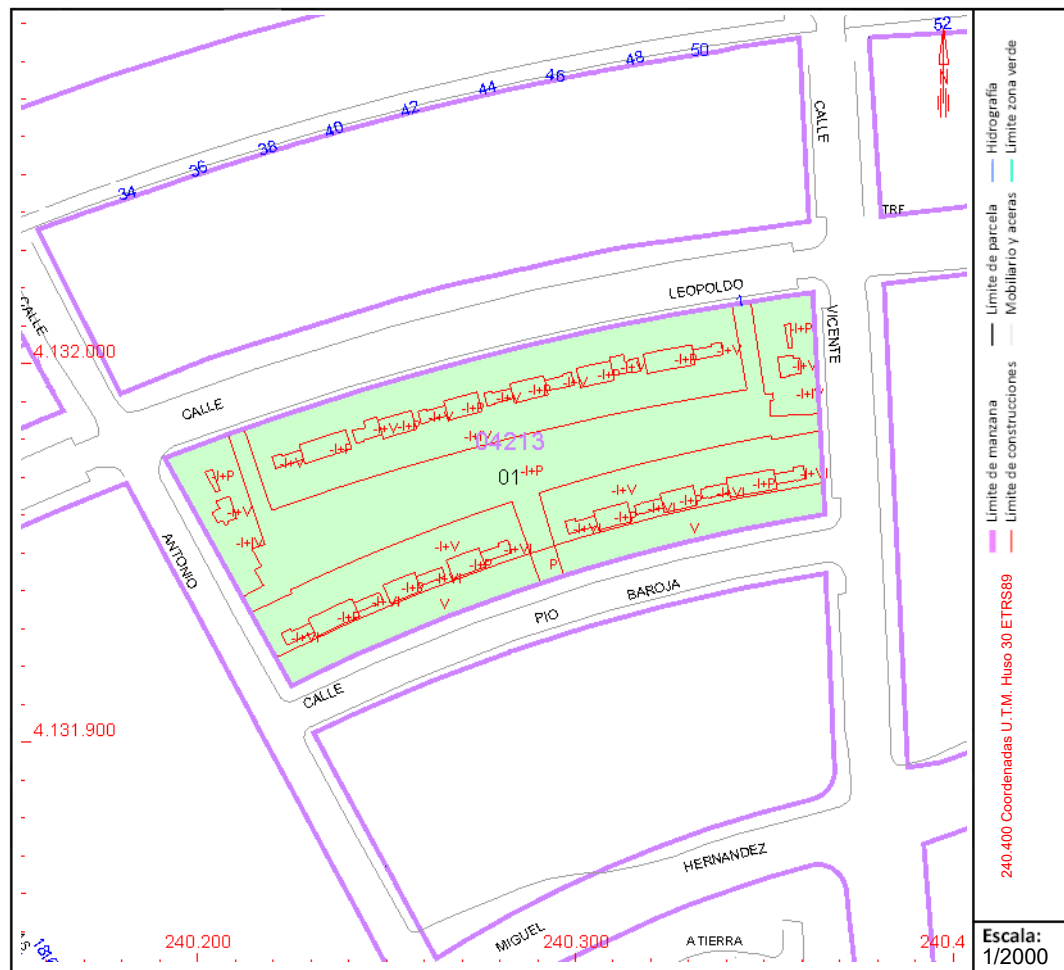 52
50
48
46
44
42
40
38
36
34
CALLE
TRF
LEOPOLDO
1
VICENTE
CALLE
4.132.000
CALLE
-I+P
-I+V
-I+V
-I+P
-I+V
-I+P
-I+V
-I+P
-I+V
-I+P
-I+V
-I+P
-I+V
-I+P
-I+V
-I+V
04213
01
-I+P
-I+P
-I+V
-I+V
-I+V
-I+P
-I+V
-I+P
-I+V
-I+P
-I+V
V
ANTONIO
-I+V
-I+V
-I+P
-I+V
-I+P
-I+V
-I+P
-I+V
V
P
PIO
BAROJA
CALLE
4.131.900
HERNANDEZ
MIGUEL
A TIERRA
240.200
240.300
240.4
N
Hidrografía
Límite zona verde
Límite de parcela
Mobiliario y aceras
Límite de manzana
Límite de construcciones
240.400 Coordenadas U.T.M. Huso 30 ETRS89
Escala:
1/2000